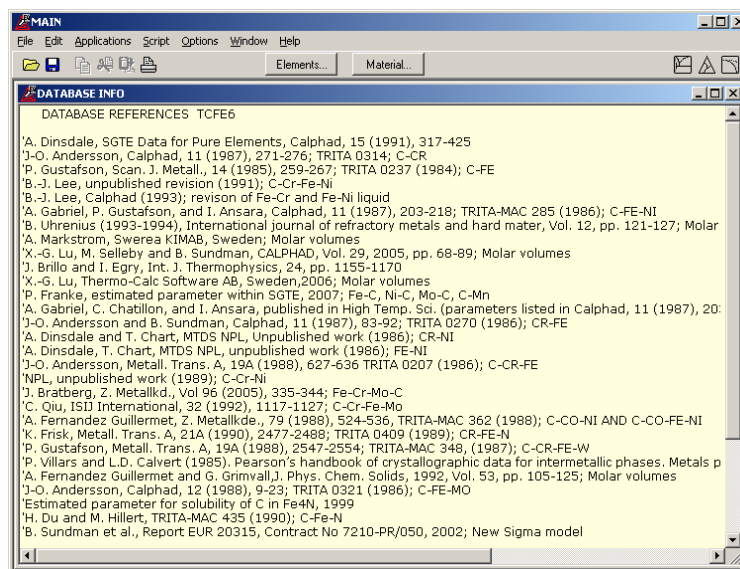 MAIN
File Edit Applications Script Options Window Help
Elements... Material...
DATABASE INFO
DATABASE REFERENCES TCFE6
'A. Dinsdale, SGTE Data for Pure Elements, Calphad, 15 (1991), 317-425
'J-O. Andersson, Calphad, 11 (1987), 271-276; TRITA 0314; C-CR
'P. Gustafson, Scan. J. Metall., 14 (1985), 259-267; TRITA 0237 (1984); C-FE
'B.-J. Lee, unpublished revision (1991); C-Cr-Fe-Ni
'B.-J. Lee, Calphad (1993); revison of Fe-Cr and Fe-Ni liquid
'A. Gabriel, P. Gustafson, and I. Ansara, Calphad, 11 (1987), 203-218; TRITA-MAC 285 (1986); C-FE-NI
'B. Uhrenius (1993-1994), International journal of refractory metals and hard mater, Vol. 12, pp. 121-127; Molar
'A. Markstrom, Swerea KIMAB, Sweden; Molar volumes
'X.-G. Lu, M. Selleby and B. Sundman, CALPHAD, Vol. 29, 2005, pp. 68-89; Molar volumes
'J. Brillo and I. Egry, Int. J. Thermophysics, 24, pp. 1155-1170
'X.-G. Lu, Thermo-Calc Software AB, Sweden,2006; Molar volumes
'P. Franke, estimated parameter within SGTE, 2007; Fe-C, Ni-C, Mo-C, C-Mn
'A. Gabriel, C. Chatillon, and I. Ansara, published in High Temp. Sci. (parameters listed in Calphad, 11 (1987), 20
'J-O. Andersson and B. Sundman, Calphad, 11 (1987), 83-92; TRITA 0270 (1986); CR-FE
'A. Dinsdale and T. Chart, MTDS NPL, Unpublished work (1986); CR-NI
'A. Dinsdale, T. Chart, MTDS NPL, unpublished work (1986); FE-NI
'J-O. Andersson, Metall. Trans. A, 19A (1988), 627-636 TRITA 0207 (1986); C-CR-FE
'NPL, unpublished work (1989); C-Cr-Ni
'J. Bratberg, Z. Metallkd., Vol 96 (2005), 335-344; Fe-Cr-Mo-C
'C. Qiu, ISIJ International, 32 (1992), 1117-1127; C-Cr-Fe-Mo
'A. Fernandez Guillermet, Z. Metallkde., 79 (1988), 524-536, TRITA-MAC 362 (1988); C-CO-NI AND C-CO-FE-NI
'K. Frisk, Metall. Trans. A, 21A (1990), 2477-2488; TRITA 0409 (1989); CR-FE-N
'P. Gustafson, Metall. Trans. A, 19A (1988), 2547-2554; TRITA-MAC 348, (1987); C-CR-FE-W
'P. Villars and L.D. Calvert (1985). Pearson's handbook of crystallographic data for intermetallic phases. Metals p
'A. Fernandez Guillermet and G. Grimvall,J. Phys. Chem. Solids, 1992, Vol. 53, pp. 105-125; Molar volumes
'J-O. Andersson, Calphad, 12 (1988), 9-23; TRITA 0321 (1986); C-FE-MO
'Estimated parameter for solubility of C in Fe4N, 1999
'H. Du and M. Hillert, TRITA-MAC 435 (1990); C-Fe-N
'B. Sundman et al., Report EUR 20315, Contract No 7210-PR/050, 2002; New Sigma model